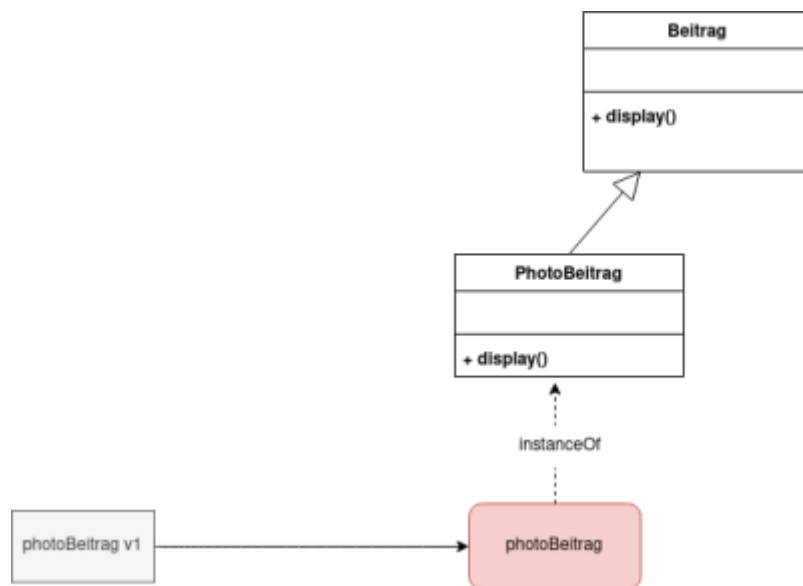 Beitrag
+ display()
PhotoBeitrag
+ display()
instanceOf
photoBeitrag v1
photoBeitrag